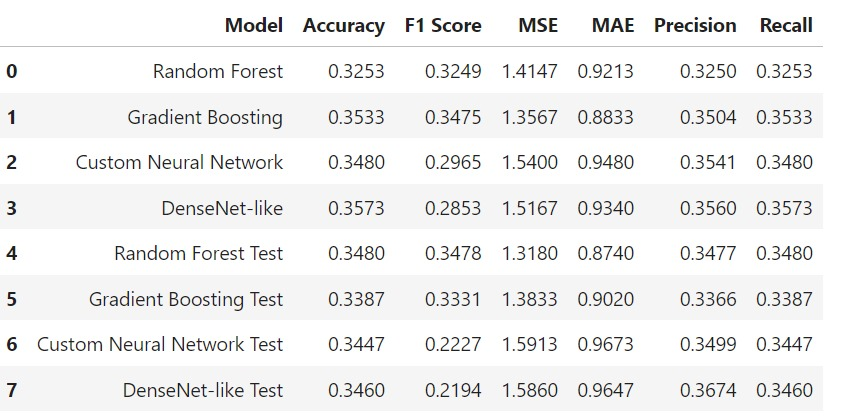 Model Accuracy F1 Score MSE MAE Precision Recall
0 Random Forest 0.3253 0.3249 1.4147 0.9213 0.3250 0.3253
1 Gradient Boosting 0.3533 0.3475 1.3567 0.8833 0.3504 0.3533
2 Custom Neural Network 0.3480 0.2965 1.5400 0.9480 0.3541 0.3480
3 DenseNet-like 0.3573 0.2853 1.5167 0.9340 0.3560 0.3573
4 Random Forest Test 0.3480 0.3478 1.3180 0.8740 0.3477 0.3480
5 Gradient Boosting Test 0.3387 0.3331 1.3833 0.9020 0.3366 0.3387
6 Custom Neural Network Test 0.3447 0.2227 1.5913 0.9673 0.3499 0.3447
7 DenseNet-like Test 0.3460 0.2194 1.5860 0.9647 0.3674 0.3460